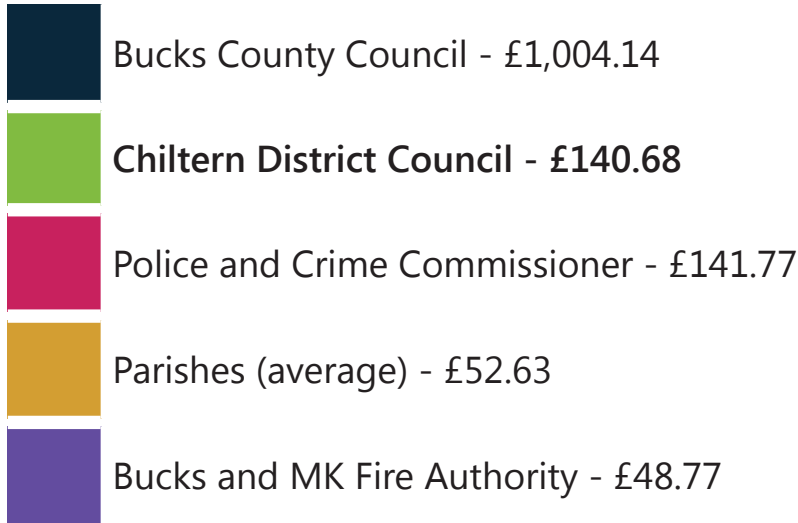 Bucks County Council - £1,004.14
Chiltern District Council - £140.68
Police and Crime Commissioner - £141.77
Parishes (average) - £52.63
Bucks and MK Fire Authority - £48.77